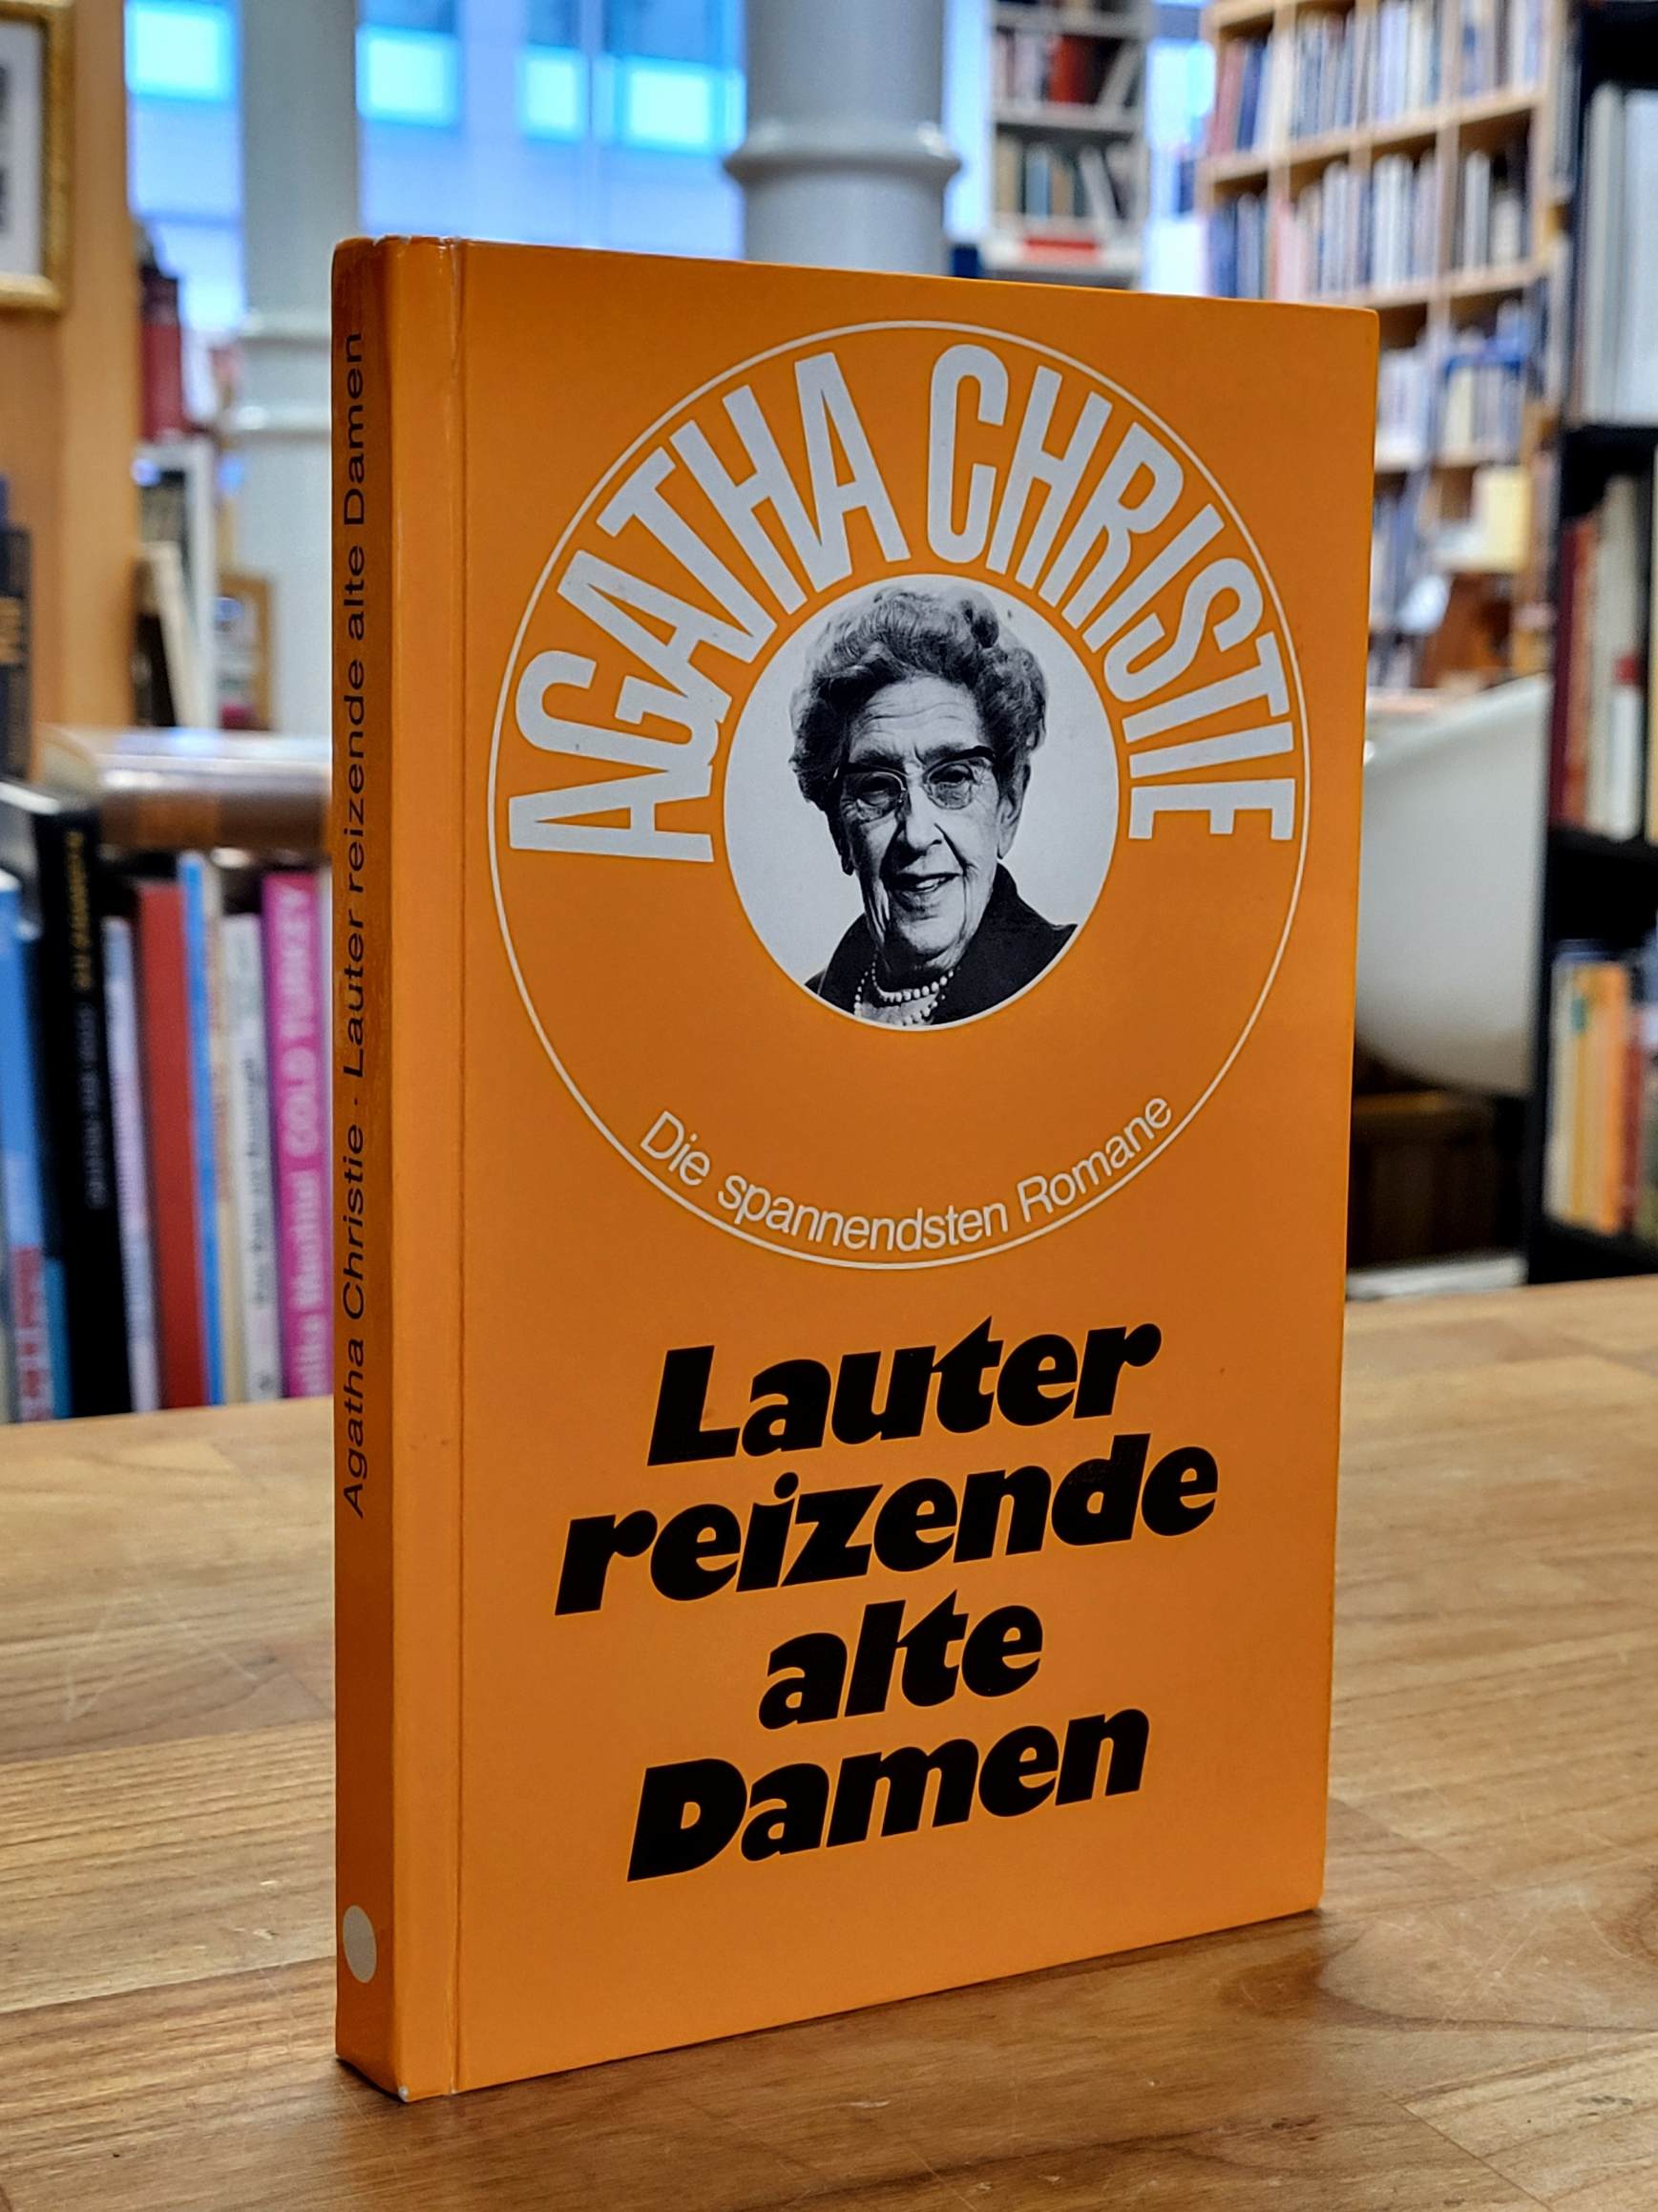 AGATHA CHRISTIE
Die spannendsten Romane
Lauter
reizende
alte
Damen
Agatha Christie · Lauter reizende alte Damen
COLD TURKEY